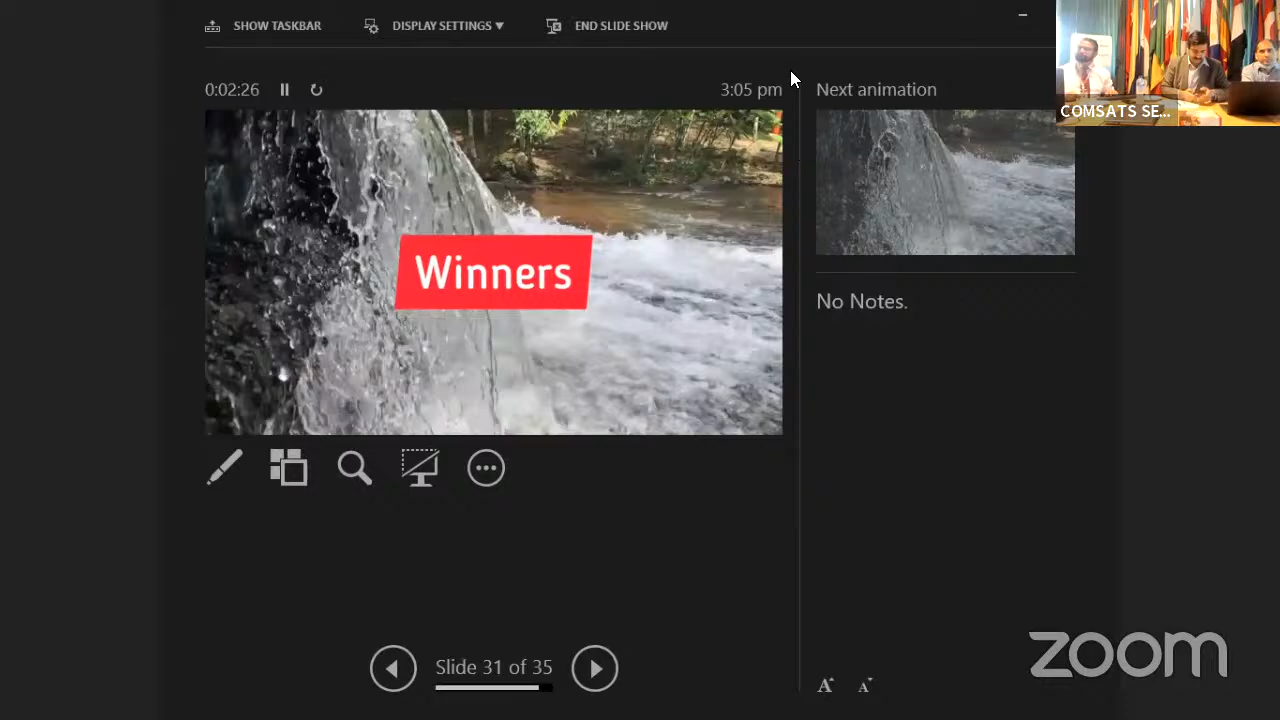 SHOW TASKBAR
DISPLAY SETTINGS ▼
END SLIDE SHOW
0:02:26
3:05 pm
Next animation
COMSATS SE...
Winners
No Notes.
Slide 31 of 35
A A
zoom